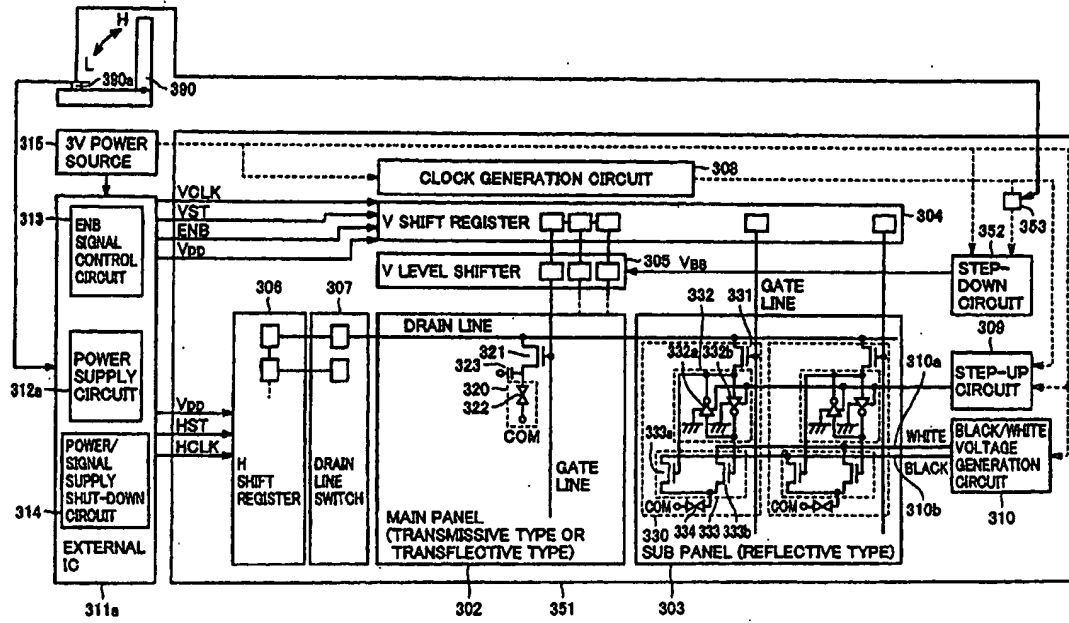 H
L
390a
390
315
3V POWER
SOURCE
308
CLOCK GENERATION CIRCUIT
VCLK
VST
ENB
VDD
304
V SHIFT REGISTER
353
352
313
ENB
SIGNAL
CONTROL
CIRCUIT
305
V LEVEL SHIFTER
VBB
STEP-
DOWN
CIRCUIT
306
307
332
331
GATE
LINE
309
DRAIN LINE
321
323
320
322
COM
332a
332b
310a
STEP-UP
CIRCUIT
312a
POWER
SUPPLY
CIRCUIT
VDD
HST
HCLK
333a
WHITE
BLACK
BLACK/WHITE
VOLTAGE
GENERATION
CIRCUIT
314
POWER/
SIGNAL
SUPPLY
SHUT-DOWN
CIRCUIT
EXTERNAL
IC
H
SHIFT
REGISTER
DRAIN
LINE
SWITCH
GATE
LINE
MAIN PANEL
(TRANSMISSIVE TYPE OR
TRANSFLECTIVE TYPE)
COM
334
333
333b
330
COM
310b
310
SUB PANEL (REFLECTIVE TYPE)
311a
302
351
303